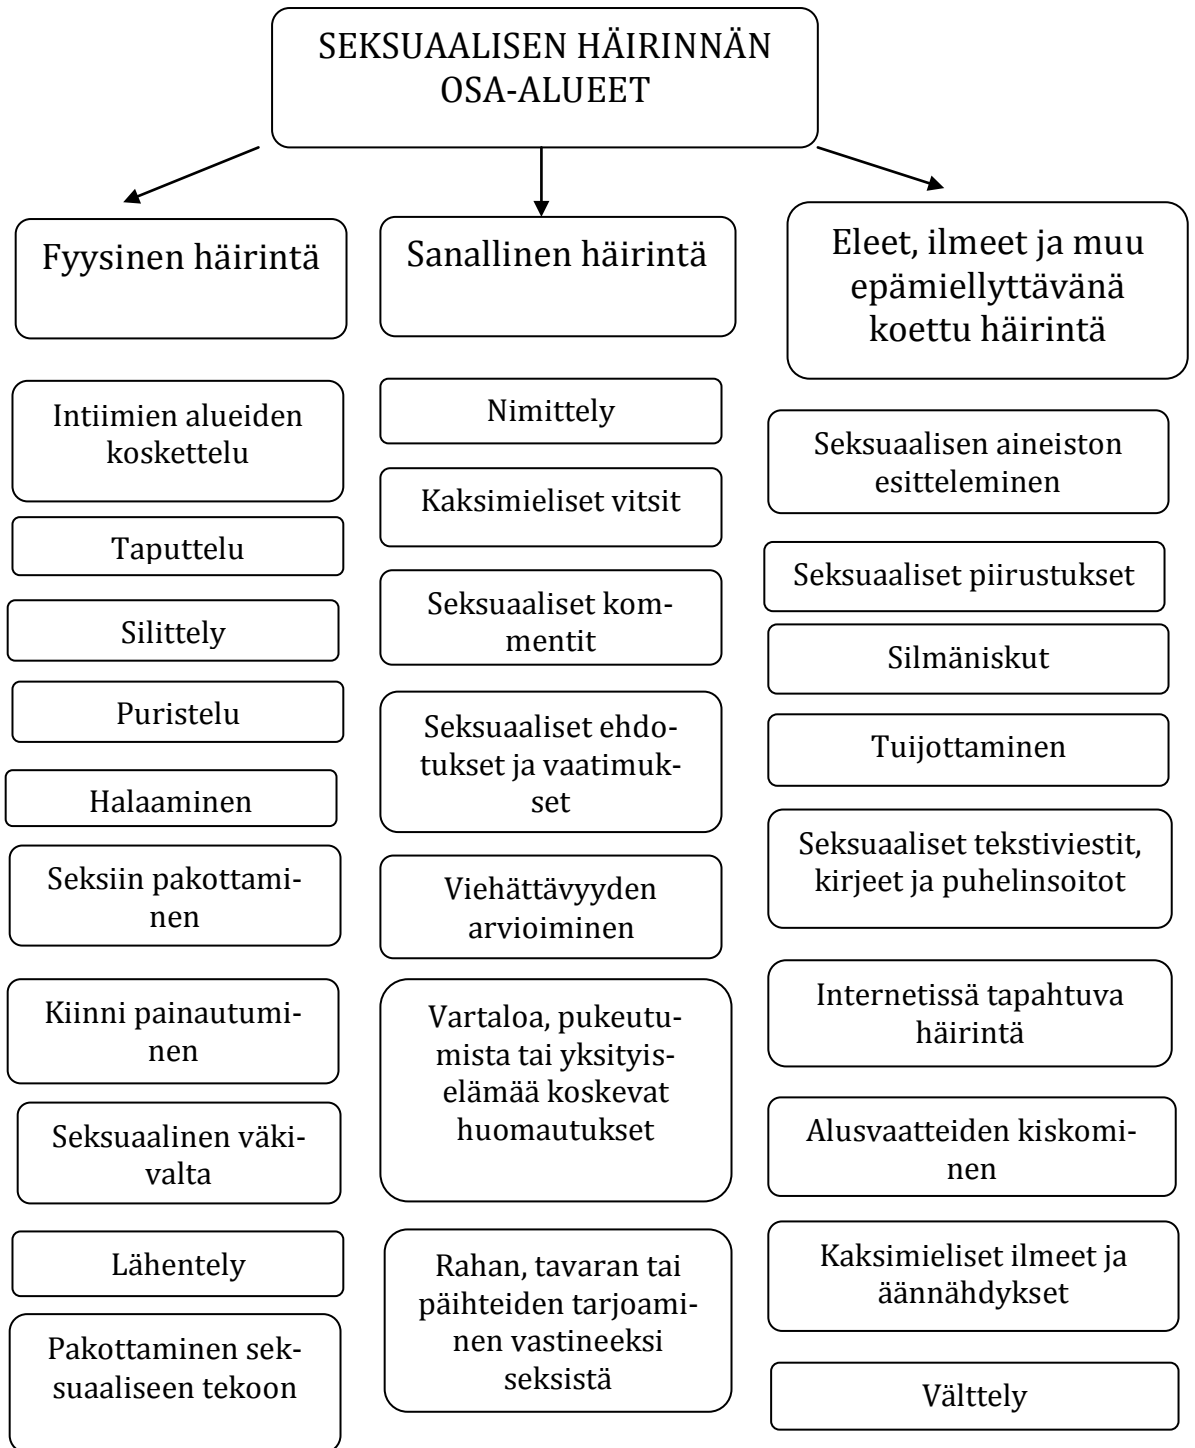 SEKSUAALISEN HÄIRINNÄN
OSA-ALUEET
Fyysinen häirintä
Intiimien alueiden
koskettelu
Taputtelu
Silittely
Puristelu
Halaaminen
Seksiin pakottami-
nen
Kiinni painautumi-
nen
Seksuaalinen väki-
valta
Lähentely
Pakottaminen sek-
suaaliseen tekoon
Sanallinen häirintä
Nimittely
Kaksimieliset vitsit
Seksuaaliset kom-
mentit
Seksuaaliset ehdo-
tukset ja vaatimuk-
set
Viehättävyyden
arvioiminen
Vartaloa, pukeutu-
mista tai yksityis-
elämää koskevat
huomautukset
Rahan, tavaran tai
päihteiden tarjoami-
nen vastineeksi
seksistä
Eleet, ilmeet ja muu
epämiellyttävänä
koettu häirintä
Seksuaalisen aineiston
esitteleminen
Seksuaaliset piirustukset
Silmäniskut
Tuijottaminen
Seksuaaliset tekstiviestit,
kirjeet ja puhelinsoitot
Internetissä tapahtuva
häirintä
Alusvaatteiden kiskomi-
nen
Kaksimieliset ilmeet ja
äännähdykset
Välttely